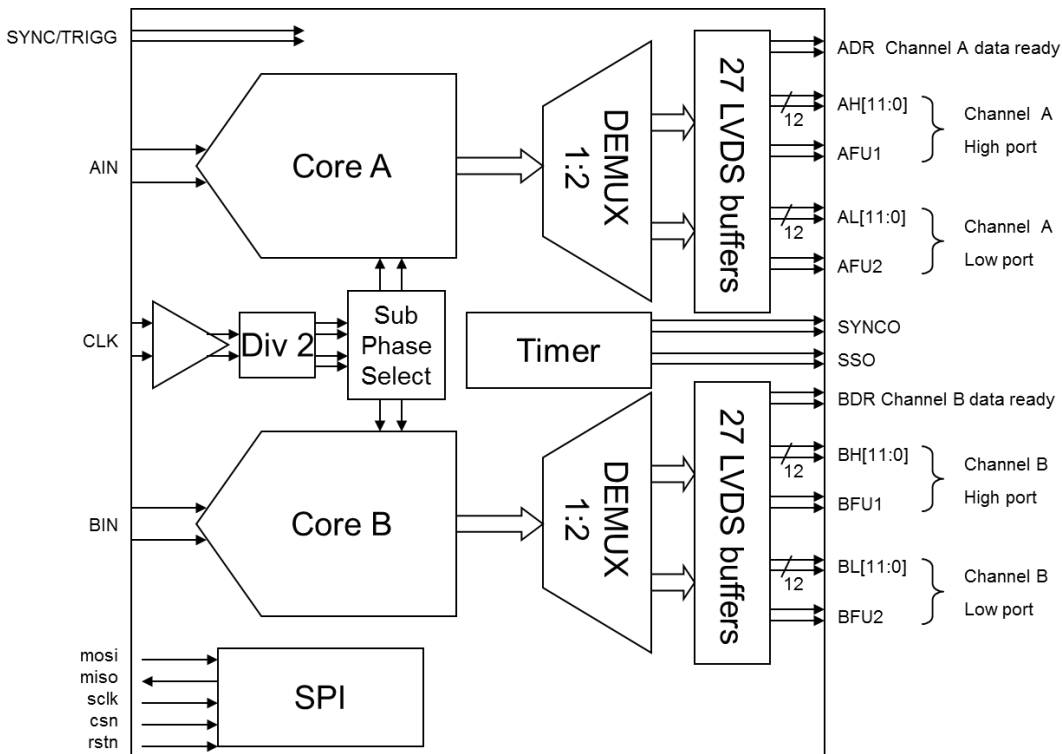 SYNC/TRIGG
AIN
CLK
BIN
mosi
miso
sclk
csn
rstn
Core A
Div 2
Sub
Phase
Select
Core B
SPI
DEMUX
1:2
Timer
DEMUX
1:2
27 LVDS buffers
27 LVDS buffers
ADR Channel A data ready
AH[11:0]
12
AFU1
Channel A
High port
AL[11:0]
12
AFU2
Channel A
Low port
SYNCO
SSO
BDR Channel B data ready
BH[11:0]
12
BFU1
Channel B
High port
BL[11:0]
12
BFU2
Channel B
Low port